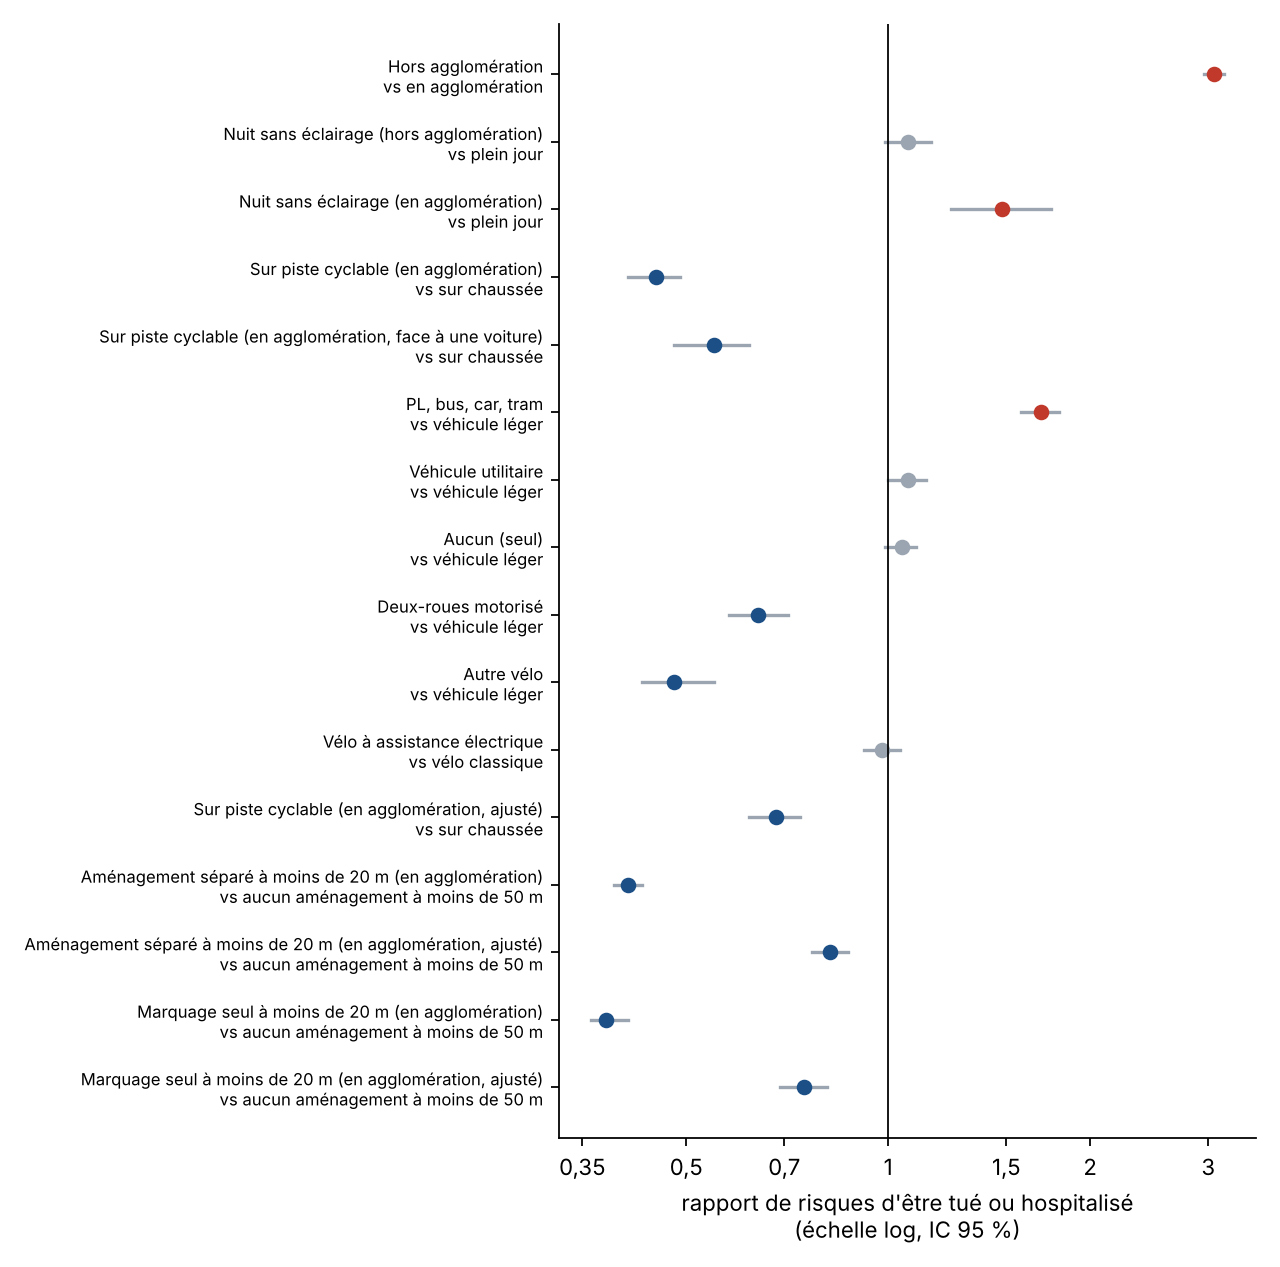 Hors agglomération
vs en agglomération
Nuit sans éclairage (hors agglomération)
vs plein jour
Nuit sans éclairage (en agglomération)
vs plein jour
Sur piste cyclable (en agglomération)
vs sur chaussée
Sur piste cyclable (en agglomération, face à une voiture)
vs sur chaussée
PL, bus, car, tram
vs véhicule léger
Véhicule utilitaire
vs véhicule léger
Aucun (seul)
vs véhicule léger
Deux-roues motorisé
vs véhicule léger
Autre vélo
vs véhicule léger
Vélo à assistance électrique
vs vélo classique
Sur piste cyclable (en agglomération, ajusté)
vs sur chaussée
Aménagement séparé à moins de 20 m (en agglomération)
vs aucun aménagement à moins de 50 m
Aménagement séparé à moins de 20 m (en agglomération, ajusté)
vs aucun aménagement à moins de 50 m
Marquage seul à moins de 20 m (en agglomération)
vs aucun aménagement à moins de 50 m
Marquage seul à moins de 20 m (en agglomération, ajusté)
vs aucun aménagement à moins de 50 m
0,35 0,5 0,7 1 1,5 2 3
rapport de risques d'être tué ou hospitalisé
(échelle log, IC 95 %)